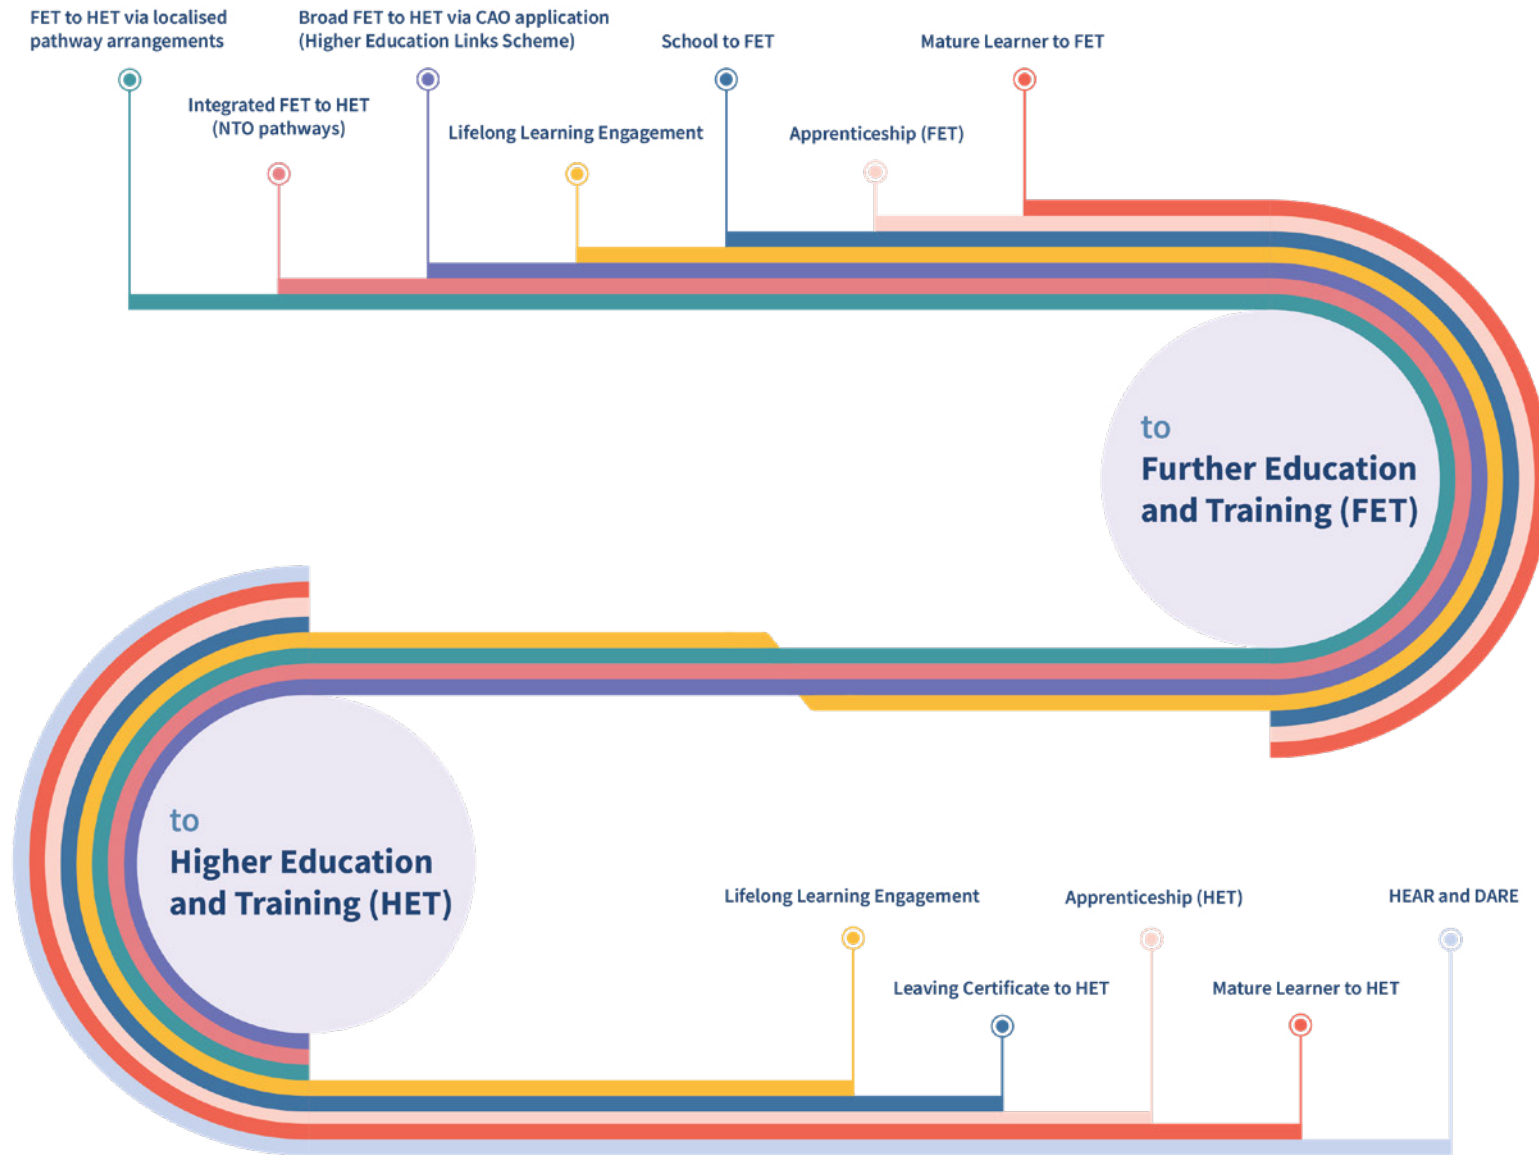 FET to HET via localised
pathway arrangements
Broad FET to HET via CAO application
(Higher Education Links Scheme)
School to FET
Mature Learner to FET
Integrated FET to HET
(NTO pathways)
Lifelong Learning Engagement
Apprenticeship (FET)
to
Further Education
and Training (FET)
to
Higher Education
and Training (HET)
Lifelong Learning Engagement
Apprenticeship (HET)
HEAR and DARE
Leaving Certificate to HET
Mature Learner to HET